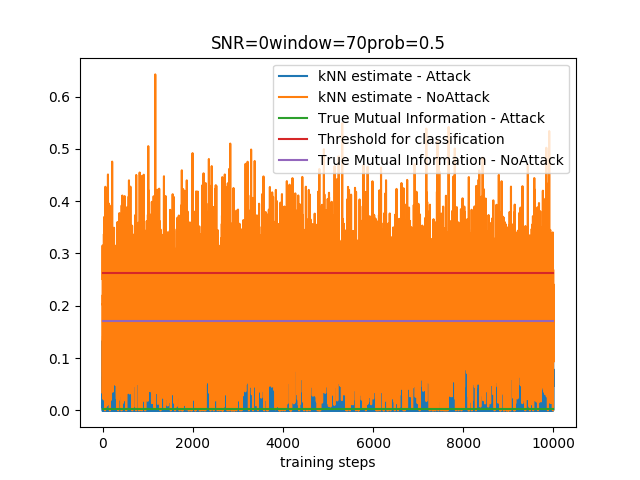 SNR=0window=70prob=0.5
kNN estimate - Attack
kNN estimate - NoAttack
True Mutual Information - Attack
Threshold for classification
True Mutual Information - NoAttack
0.6
0.5
0.4
0.3
0.2
0.1
0.0
0 2000 4000 6000 8000 10000
training steps